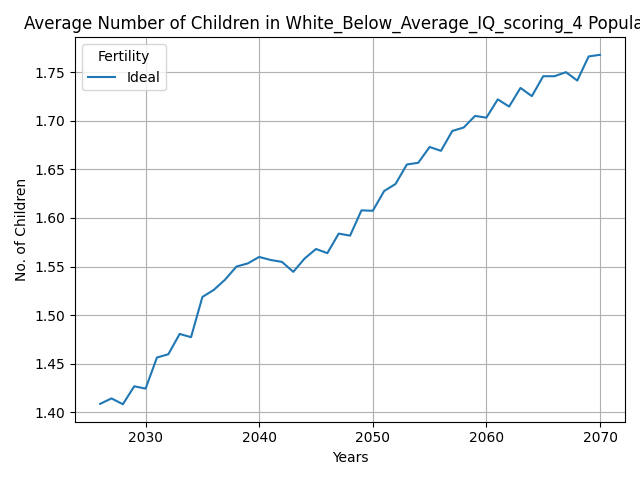 Average Number of Children in White_Below_Average_IQ_scoring_4 Popula
Fertility
Ideal
No. of Children
1.75
1.70
1.65
1.60
1.55
1.50
1.45
1.40
2030 2040 2050 2060 2070
Years